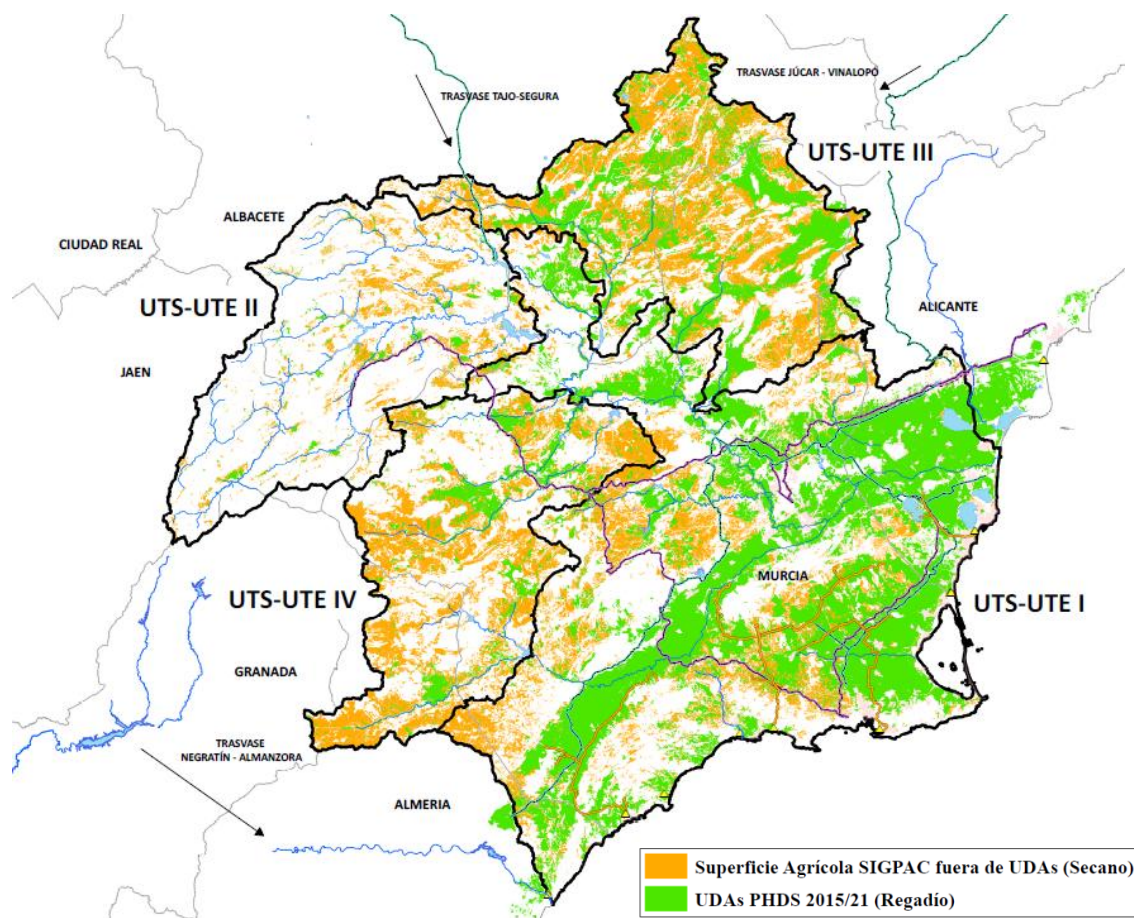 TRASVASE JÚCAR - VINALOPÓ
TRASVASE TAJO-SEGURA
UTS-UTE III
ALBACETE
CIUDAD REAL
UTS-UTE II
ALICANTE
JAEN
MURCIA
UTS-UTE IV
UTS-UTE I
GRANADA
TRASVASE
NEGRATÍN - ALMANZORA
ALMERIA
Superficie Agrícola SIGPAC fuera de UDAs (Secano)
UDAs PHDS 2015/21 (Regadío)